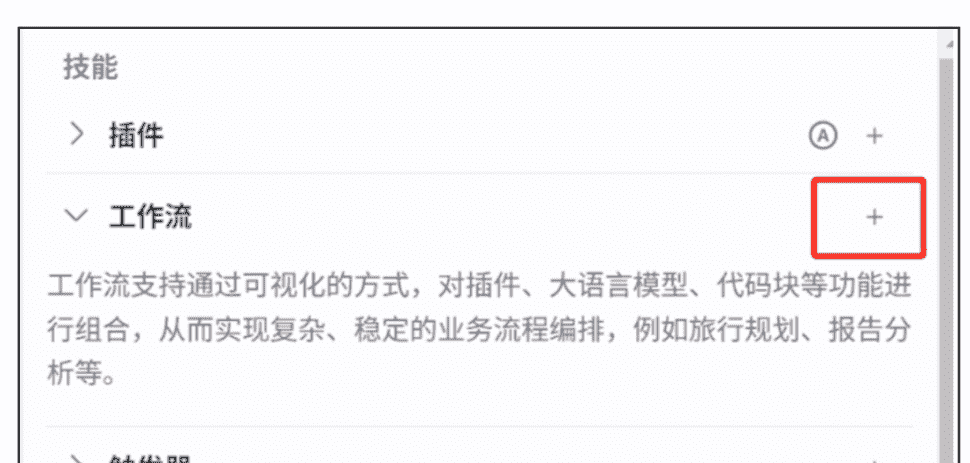 技能
插件
A +
工作流
+
工作流支持通过可视化的方式，对插件、大语言模型、代码块等功能进
行组合，从而实现复杂、稳定的业务流程编排，例如旅行规划、报告分
析等。
触发器